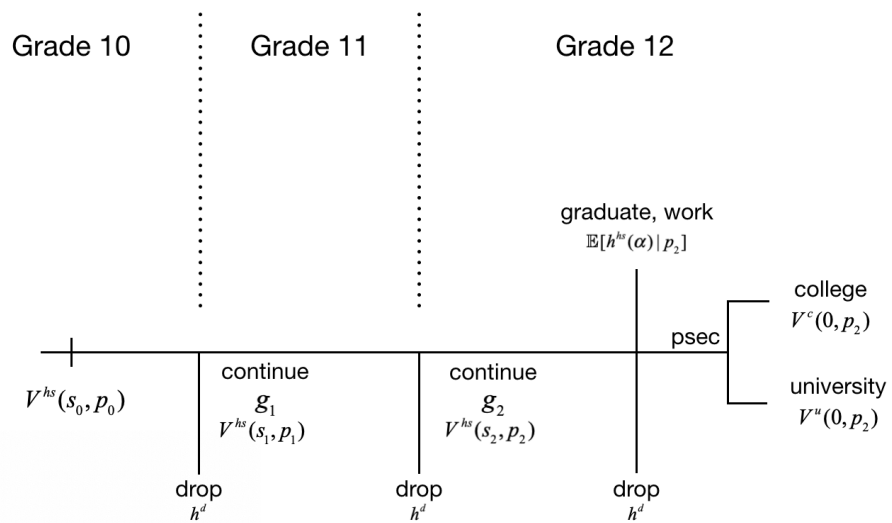 Grade 10
Grade 11
Grade 12
graduate, work
𝔼[h^{hs}(α)|p_2]
college
V^c(0,p_2)
psec
university
V^u(0,p_2)
V^{hs}(s_0,p_0)
continue
g_1
V^{hs}(s_1,p_1)
continue
g_2
V^{hs}(s_2,p_2)
drop
h^d
drop
h^d
drop
h^d